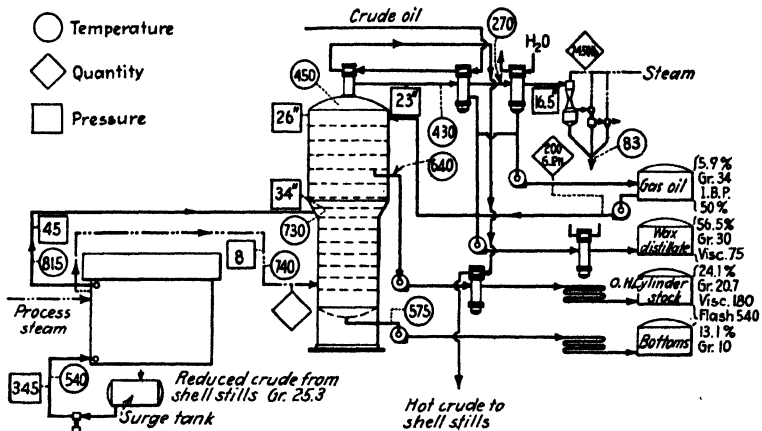 Temperature
Quantity
Pressure
Crude oil
270
H₂O
Steam
450
23"
16.5"
26"
430
83
640
200
G.P.H.
34"
730
45
815
8
740
575
Process
steam
345
540
Reduced crude from
shell stills Gr. 25.3
Surge tank
Hot crude to
shell stills
Gas oil
5.9%
Gr. 34
I.B.P.
50%
Wax
distillate
56.5%
Gr. 30
Visc. 75
O.H. Cylinder
stock
24.1%
Gr. 20.7
Visc. 180
Flash 540
Bottoms
13.1%
Gr. 10